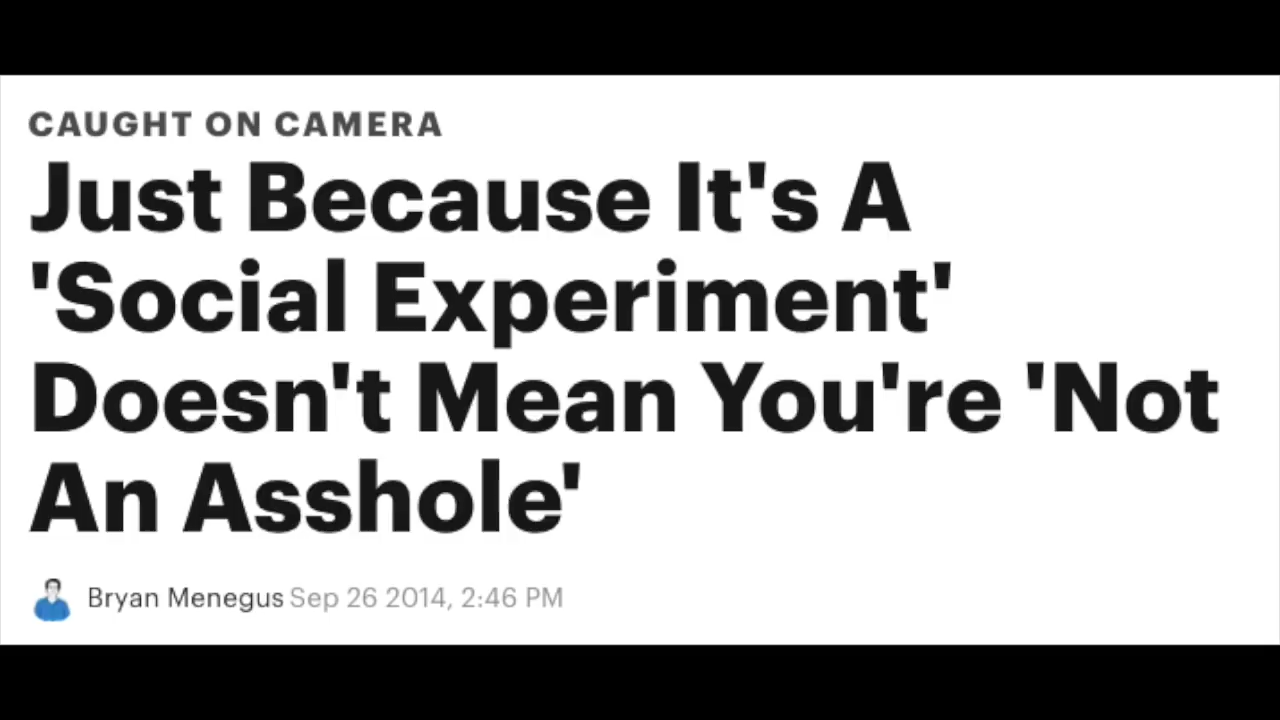 CAUGHT ON CAMERA
Just Because It's A
'Social Experiment'
Doesn't Mean You're 'Not
An Asshole'
Bryan Menegus Sep 26 2014, 2:46 PM